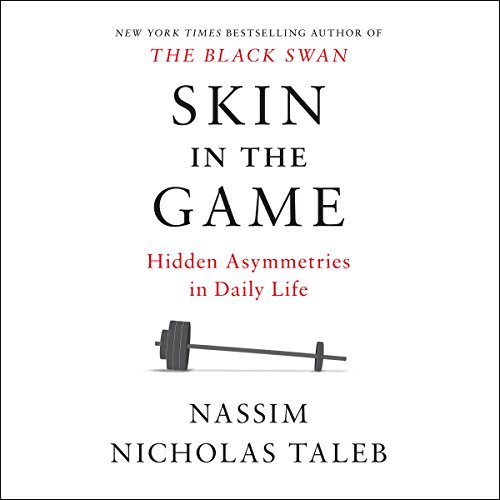 NEW YORK TIMES BESTSELLING AUTHOR OF
THE BLACK SWAN
SKIN
IN THE
GAME
Hidden Asymmetries
in Daily Life
NASSIM
NICHOLAS TALEB